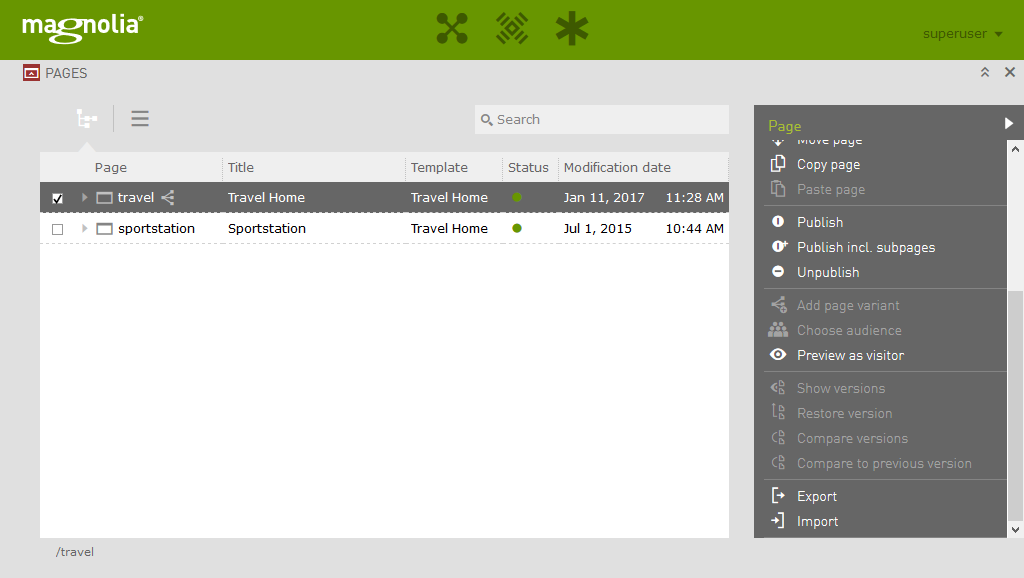 magnolia®
superuser
PAGES
Search
Page Title Template Status Modification date
travel Travel Home Travel Home Jan 11, 2017 11:28 AM
sportstation Sportstation Travel Home Jul 1, 2015 10:44 AM
/travel
Page
Move page
Copy page
Paste page
Publish
Publish incl. subpages
Unpublish
Add page variant
Choose audience
Preview as visitor
Show versions
Restore version
Compare versions
Compare to previous version
Export
Import